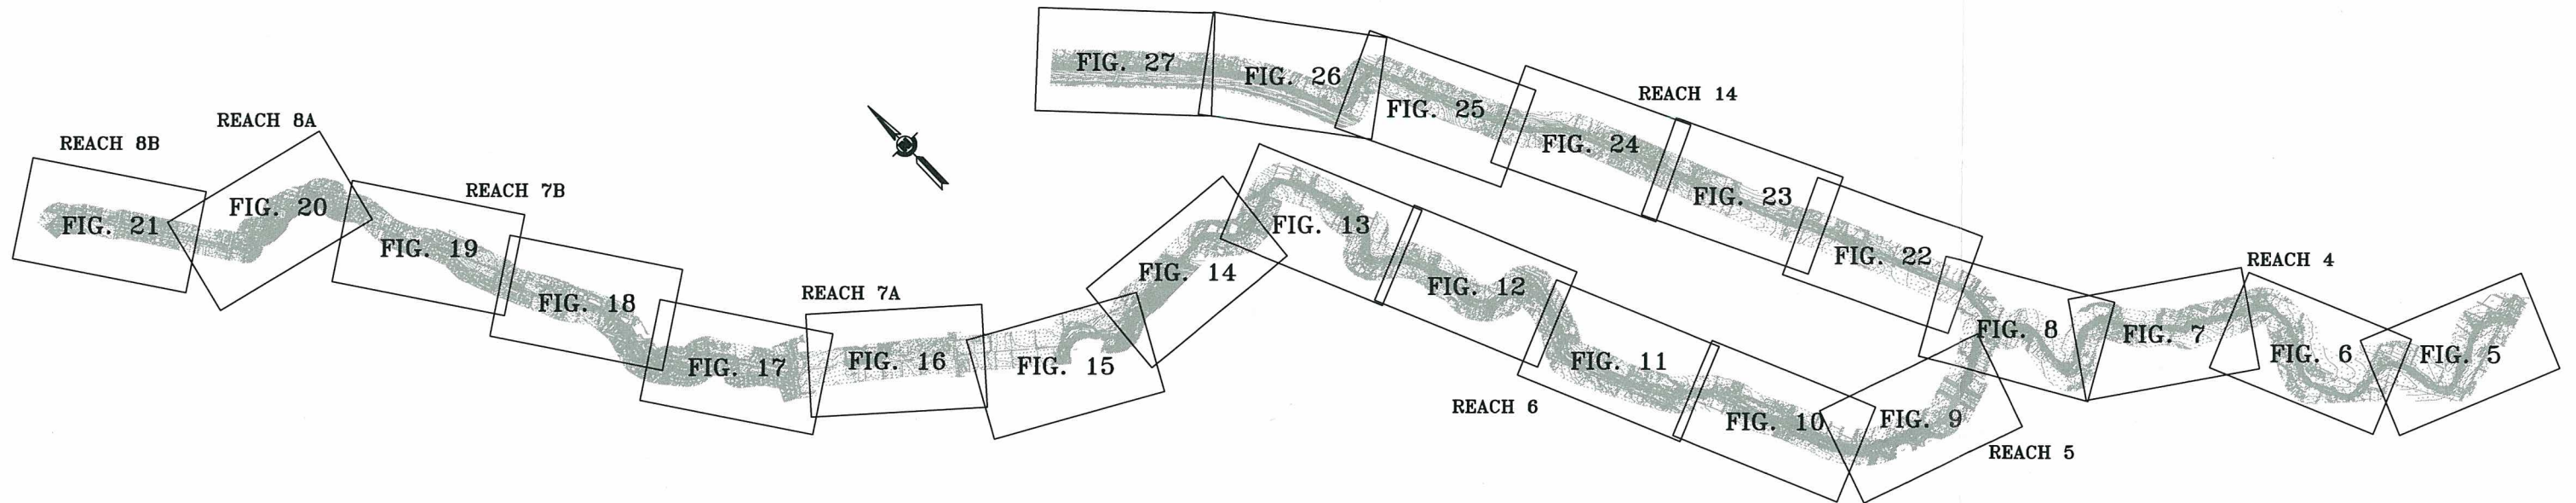 FIG. 27
FIG. 26
FIG. 25
REACH 14
FIG. 24
FIG. 23
FIG. 22
REACH 8B
REACH 8A
FIG. 21
FIG. 20
REACH 7B
FIG. 19
FIG. 18
FIG. 17
REACH 7A
FIG. 16
FIG. 15
FIG. 14
FIG. 13
FIG. 12
FIG. 11
REACH 6
FIG. 10
FIG. 9
REACH 5
FIG. 8
FIG. 7
REACH 4
FIG. 6
FIG. 5